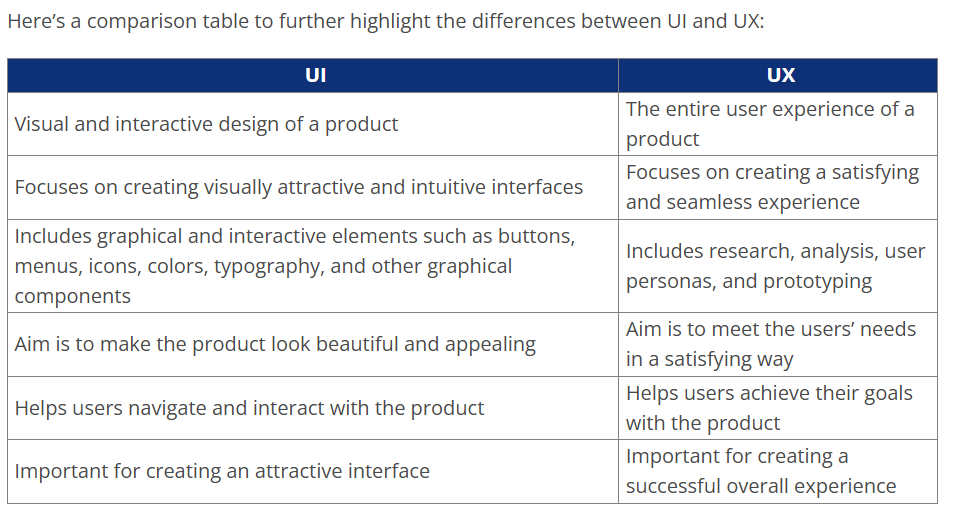 Here’s a comparison table to further highlight the differences between UI and UX:
UI
UX
Visual and interactive design of a product
The entire user experience of a
product
Focuses on creating visually attractive and intuitive interfaces
Focuses on creating a satisfying
and seamless experience
Includes graphical and interactive elements such as buttons,
menus, icons, colors, typography, and other graphical
components
Includes research, analysis, user
personas, and prototyping
Aim is to make the product look beautiful and appealing
Aim is to meet the users’ needs
in a satisfying way
Helps users navigate and interact with the product
Helps users achieve their goals
with the product
Important for creating an attractive interface
Important for creating a
successful overall experience